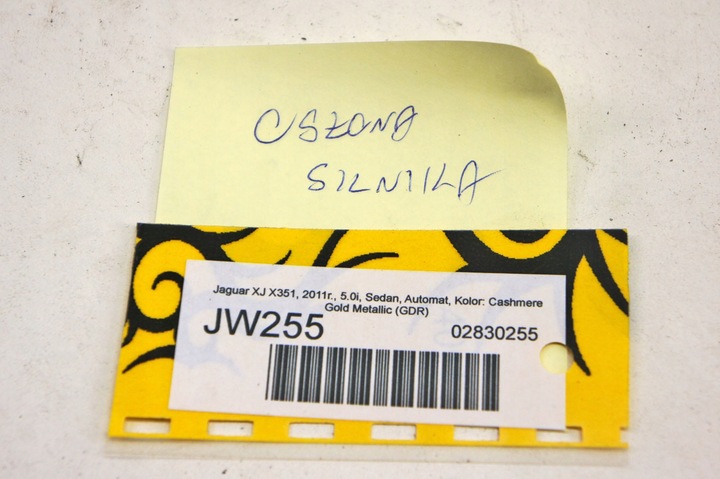 OSŁONA
SILNIKA
Jaguar XJ X351, 2011r., 5.0i, Sedan, Automat, Kolor: Cashmere
Gold Metallic (GDR)
JW255 02830255